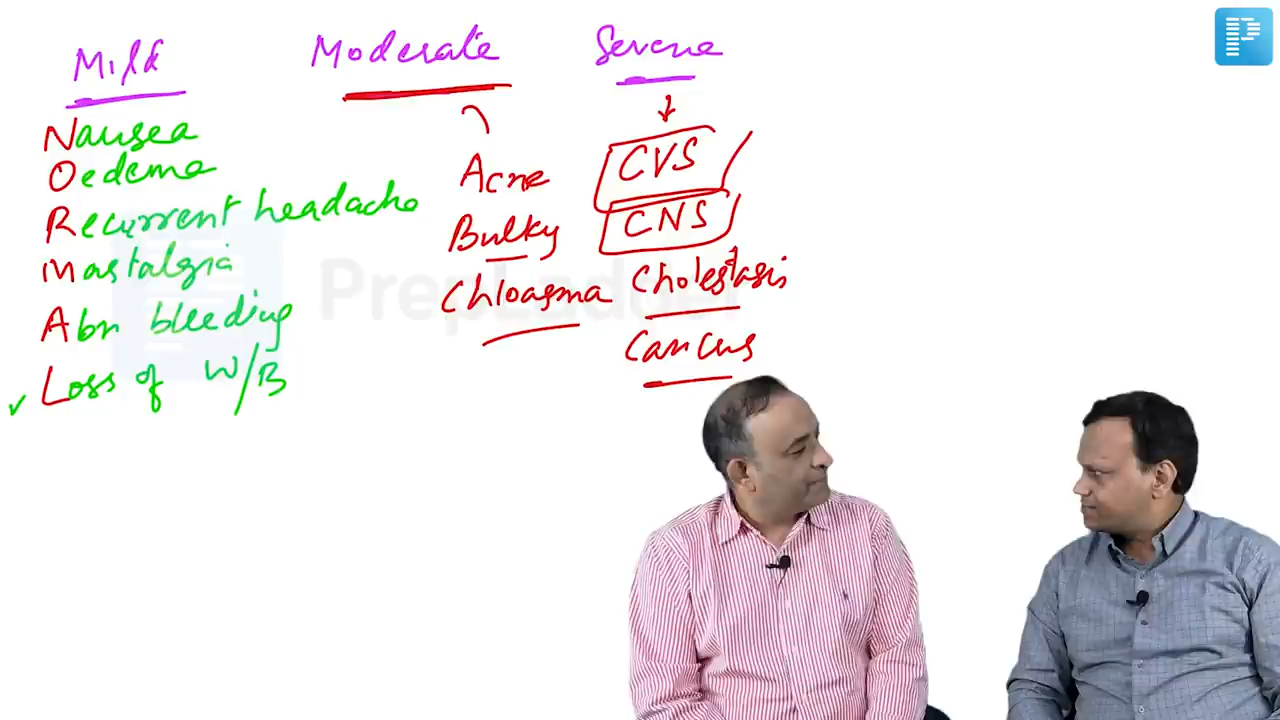 Mild
Nausea
Oedema
Recurrent headache
Mastalgia
Abn bleeding
Loss of W/B
Moderate
Acne
Bulky
Chloasma
Severe
CVS
CNS
Cholestasis
Cancers
PrepLadder